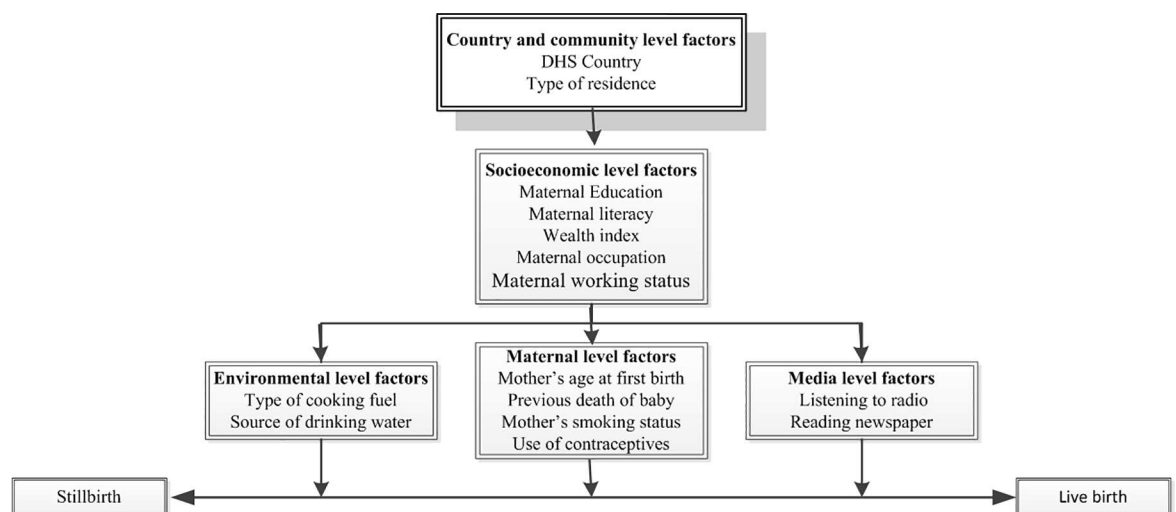 Country and community level factors
DHS Country
Type of residence
Socioeconomic level factors
Maternal Education
Maternal literacy
Wealth index
Maternal occupation
Maternal working status
Environmental level factors
Type of cooking fuel
Source of drinking water
Maternal level factors
Mother's age at first birth
Previous death of baby
Mother's smoking status
Use of contraceptives
Media level factors
Listening to radio
Reading newspaper
Stillbirth
Live birth